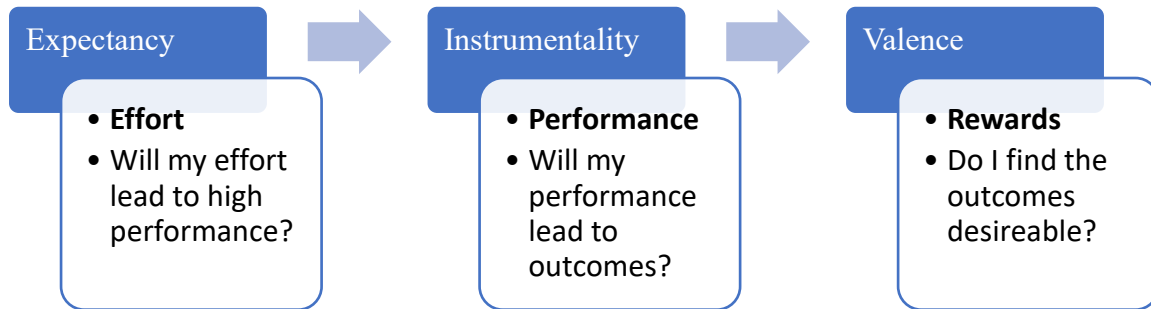 Expectancy
• Effort
• Will my effort
lead to high
performance?
Instrumentality
• Performance
• Will my
performance
lead to
outcomes?
Valence
• Rewards
• Do I find the
outcomes
desireable?